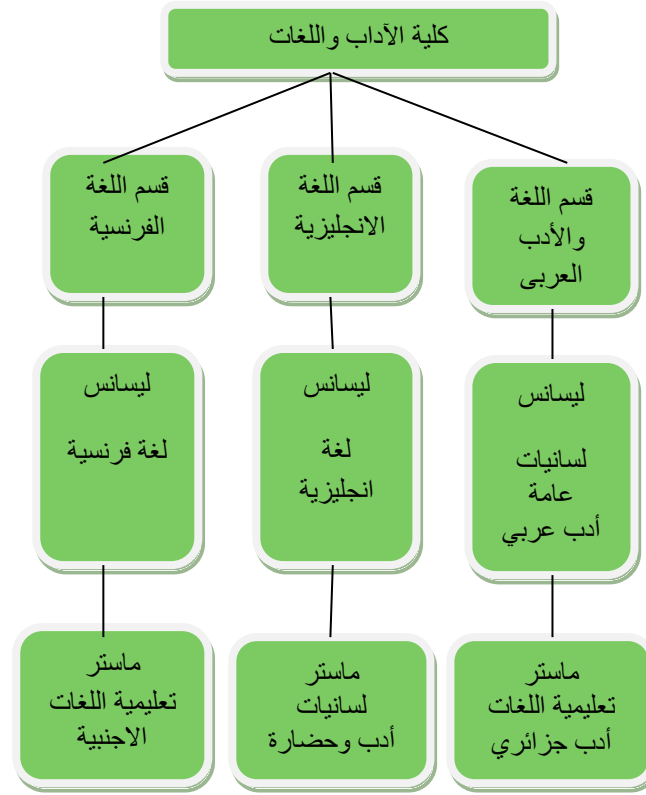 كلية الآداب واللغات
قسم اللغة
والأدب
العربى
قسم اللغة
الانجليزية
قسم اللغة
الفرنسية
ليسانس
لسانيات
عامة
أدب عربي
ليسانس
لغة
انجليزية
ليسانس
لغة فرنسية
ماستر
تعليمية اللغات
أدب جزائري
ماستر
لسانيات
أدب وحضارة
ماستر
تعليمية اللغات
الاجنبية